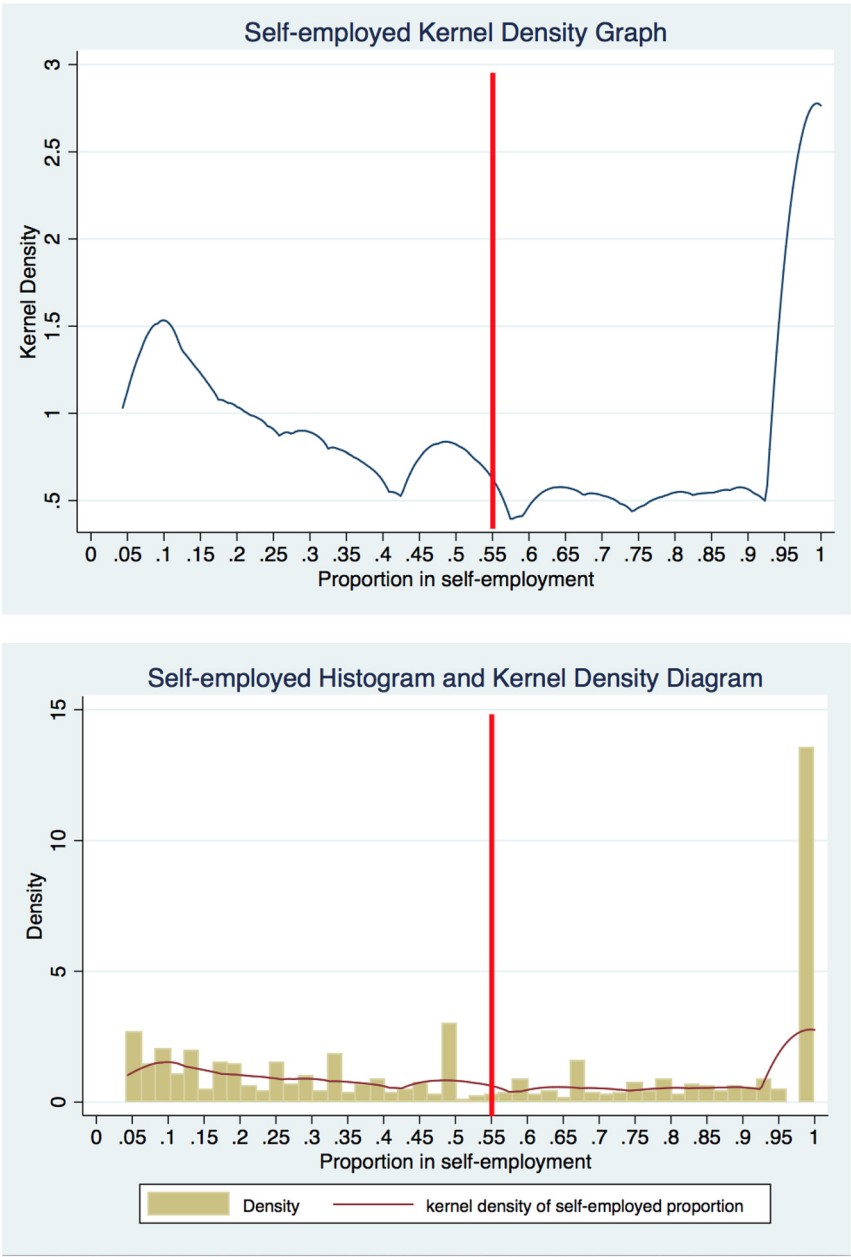 Self-employed Kernel Density Graph
3
2.5
2
1.5
1
.5
Kernel Density
0 .05 .1 .15 .2 .25 .3 .35 .4 .45 .5 .55 .6 .65 .7 .75 .8 .85 .9 .95 1
Proportion in self-employment
Self-employed Histogram and Kernel Density Diagram
15
10
5
0
Density
0 .05 .1 .15 .2 .25 .3 .35 .4 .45 .5 .55 .6 .65 .7 .75 .8 .85 .9 .95 1
Proportion in self-employment
Density kernel density of self-employed proportion